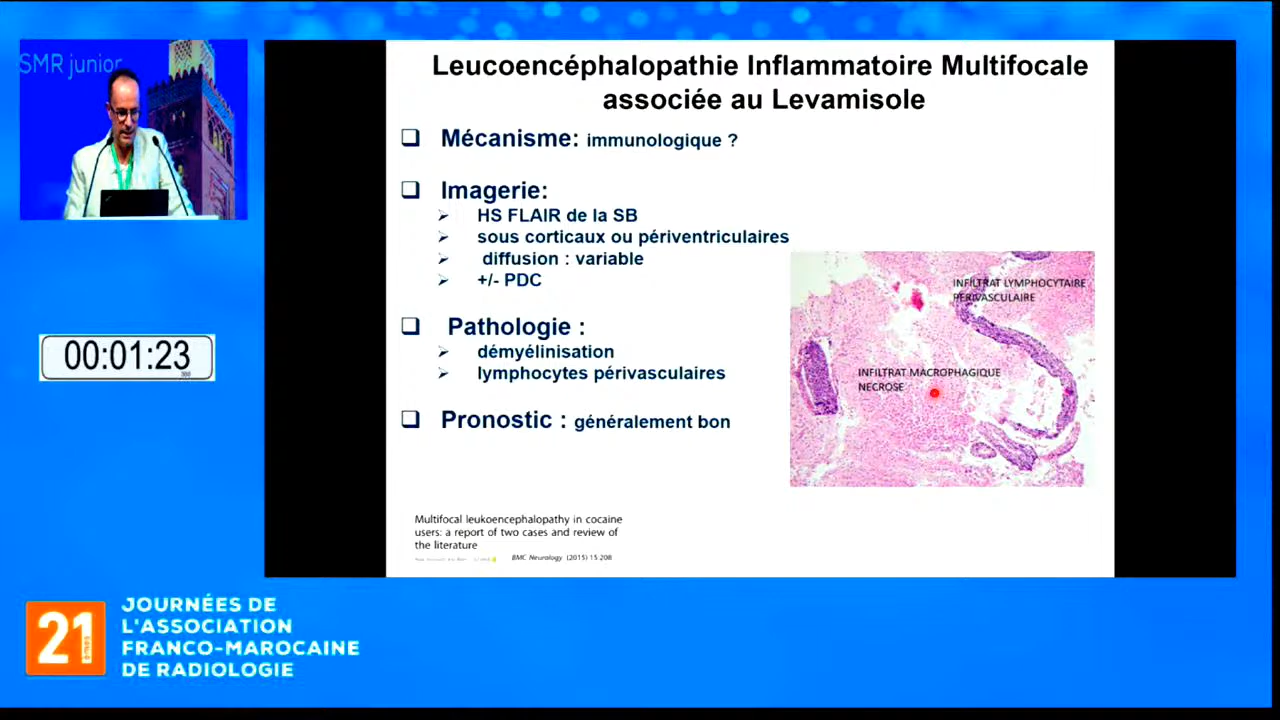 SMR junior
Leucoencéphalopathie Inflammatoire Multifocale
associée au Levamisole
Mécanisme: immunologique ?
Imagerie:
HS FLAIR de la SB
sous corticaux ou périventriculaires
diffusion : variable
+/- PDC
Pathologie :
démyélinisation
lymphocytes périvasculaires
Pronostic : généralement bon
INFILTRAT LYMPHOCYTAIRE
PERIVASCULAIRE
INFILTRAT MACROPHAGIQUE
NECROSE
Multifocal leukoencephalopathy in cocaine
users: a report of two cases and review of
the literature
BMC Neurology (2015) 15:208
00:01:23
21
èmes
JOURNÉES DE
L'ASSOCIATION
FRANCO-MAROCAINE
DE RADIOLOGIE